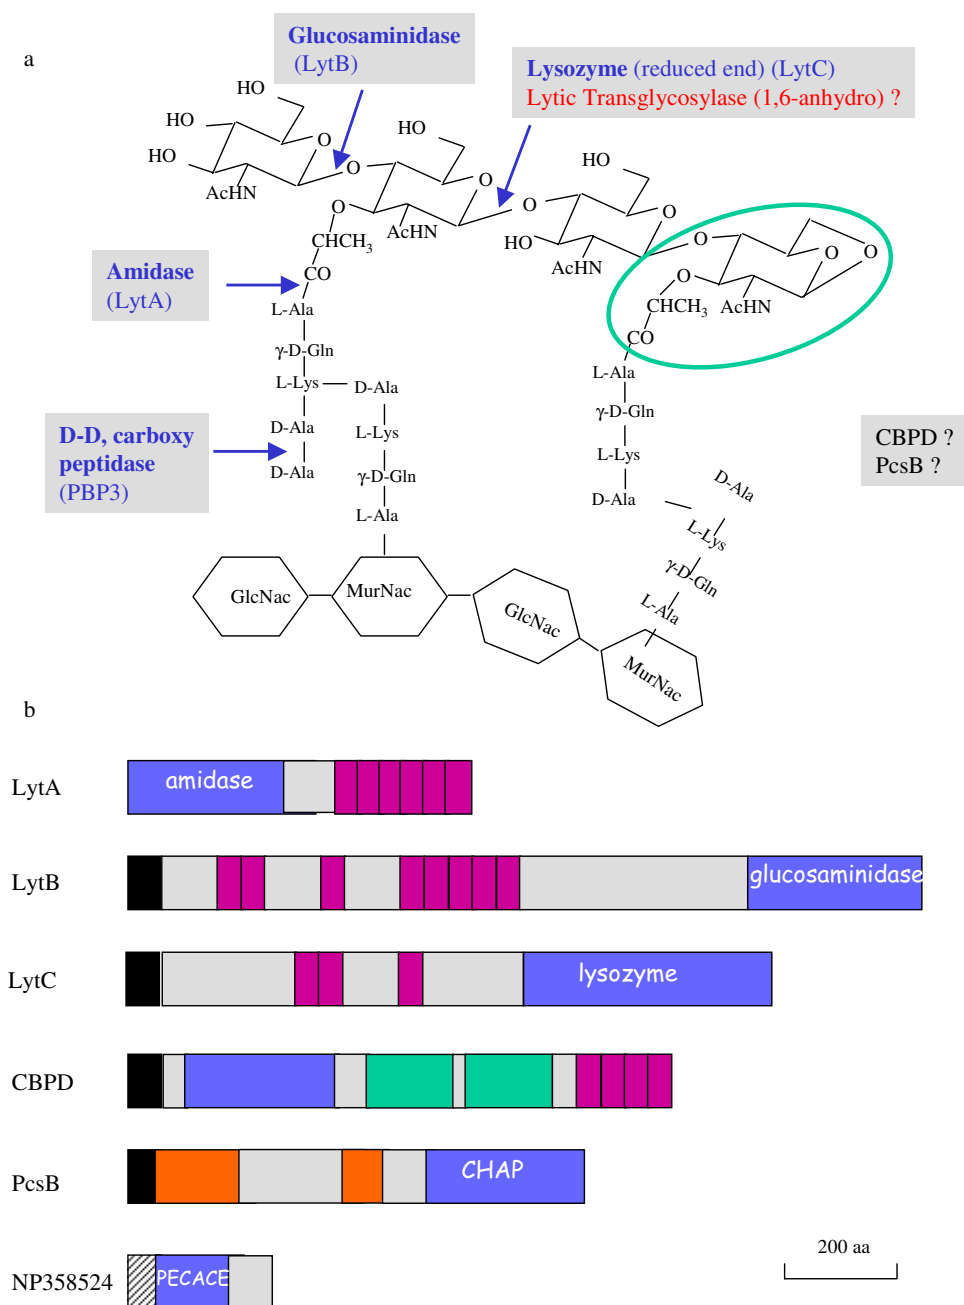 a
Glucosaminidase
(LytB)
Lysozyme (reduced end) (LytC)
Lytic Transglycosylase (1,6-anhydro) ?
HO
HO
HO
O
AcHN
O
HO
O
O
AcHN
CH
CH3
CO
O
HO
O
HO
AcHN
O
O
O
O
CHCH3
AcHN
CO
Amidase
(LytA)
L-Ala
γ-D-Gln
L-Lys
D-Ala
D-Ala
D-Ala
L-Lys
γ-D-Gln
L-Ala
D-D, carboxy
peptidase
(PBP3)
L-Ala
γ-D-Gln
L-Lys
D-Ala
D-Ala
L-Lys
γ-D-Gln
L-Ala
CBPD ?
PcsB ?
GlcNac
MurNac
GlcNac
MurNac
b
LytA
amidase
LytB
glucosaminidase
LytC
lysozyme
CBPD
PcsB
CHAP
200 aa
NP358524
PECACE